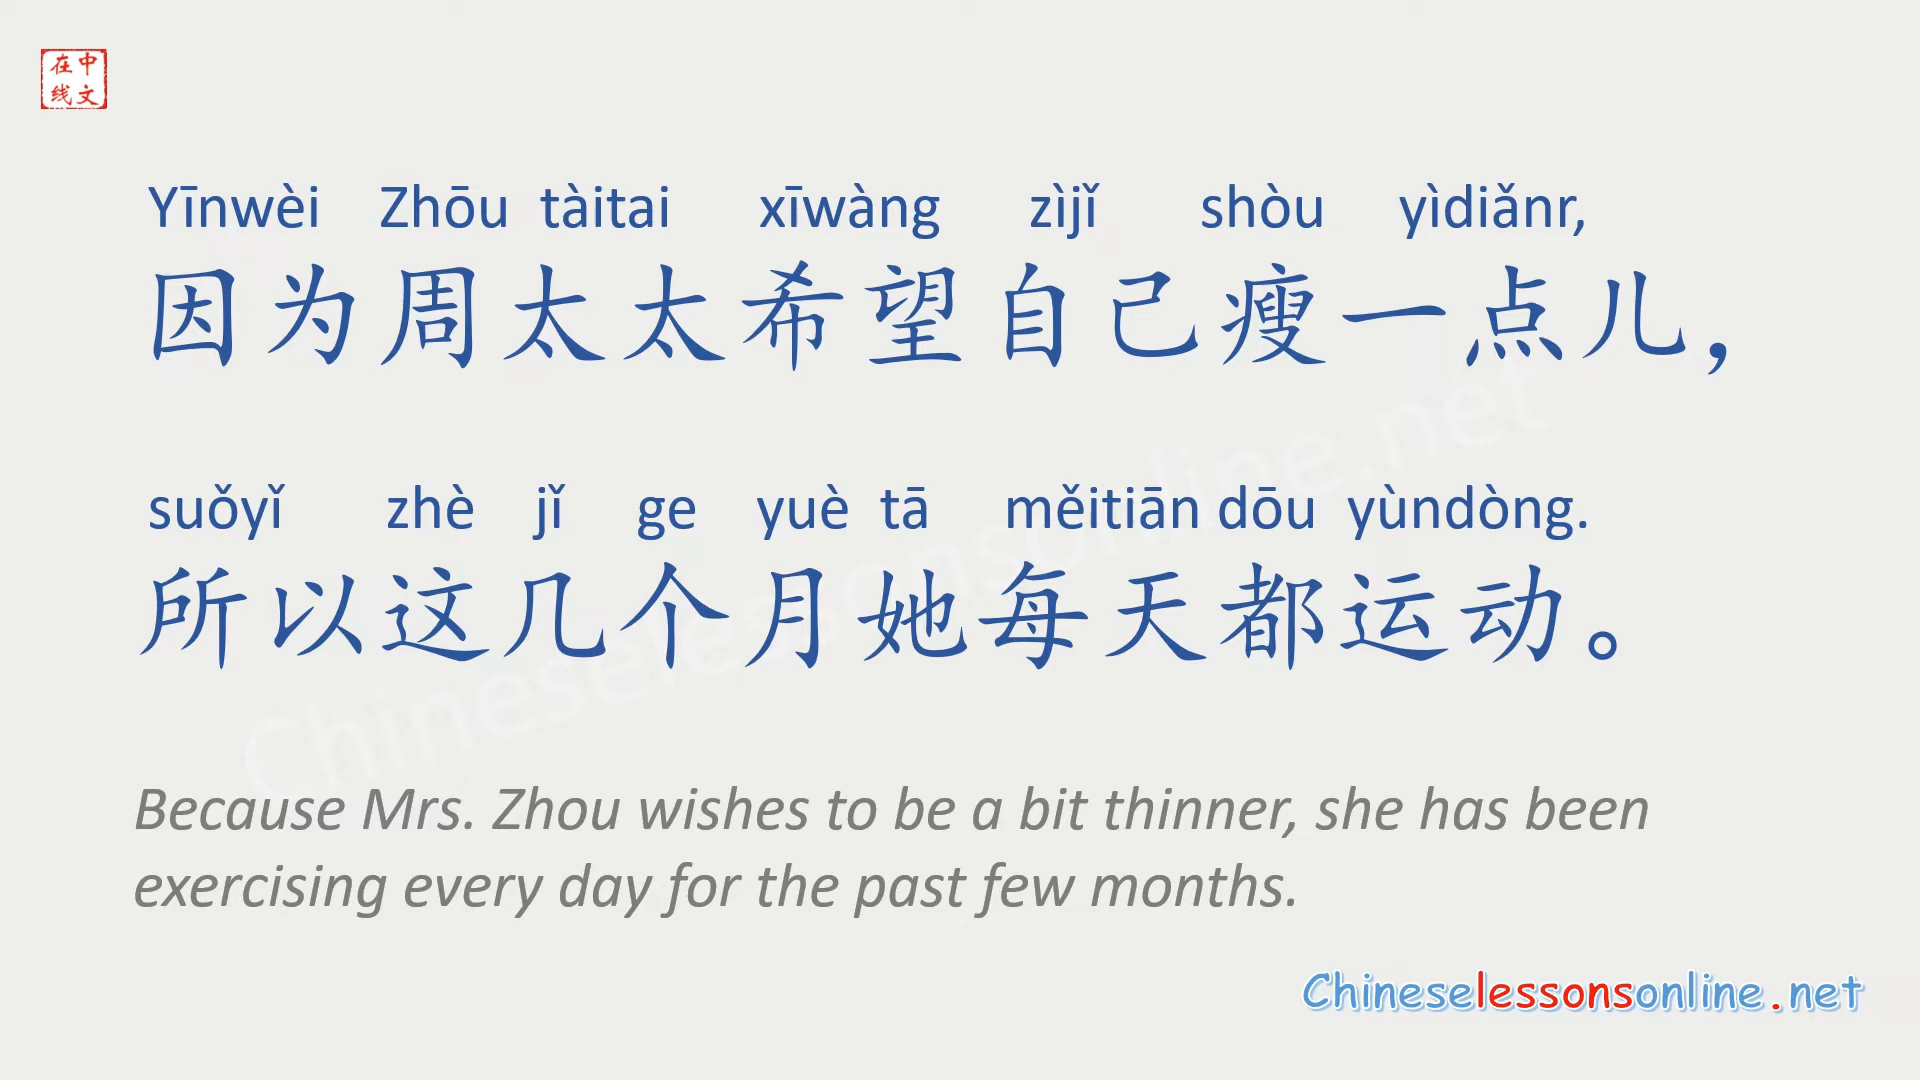 在中
线文
Yīnwèi Zhōu tàitai xīwàng zìjǐ shòu yìdiǎnr,
因为周太太希望自己瘦一点儿，
suǒyǐ zhè jǐ ge yuè tā měitiān dōu yùndòng.
所以这几个月她每天都运动。
Chineselessonsonline.net
Because Mrs. Zhou wishes to be a bit thinner, she has been
exercising every day for the past few months.
Chineselessonsonline.net